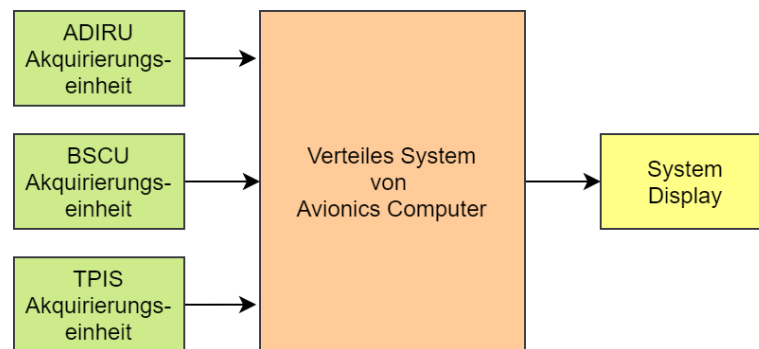 ADIRU
Akquirierungs-
einheit
BSCU
Akquirierungs-
einheit
TPIS
Akquirierungs-
einheit
Verteiles System
von
Avionics Computer
System
Display